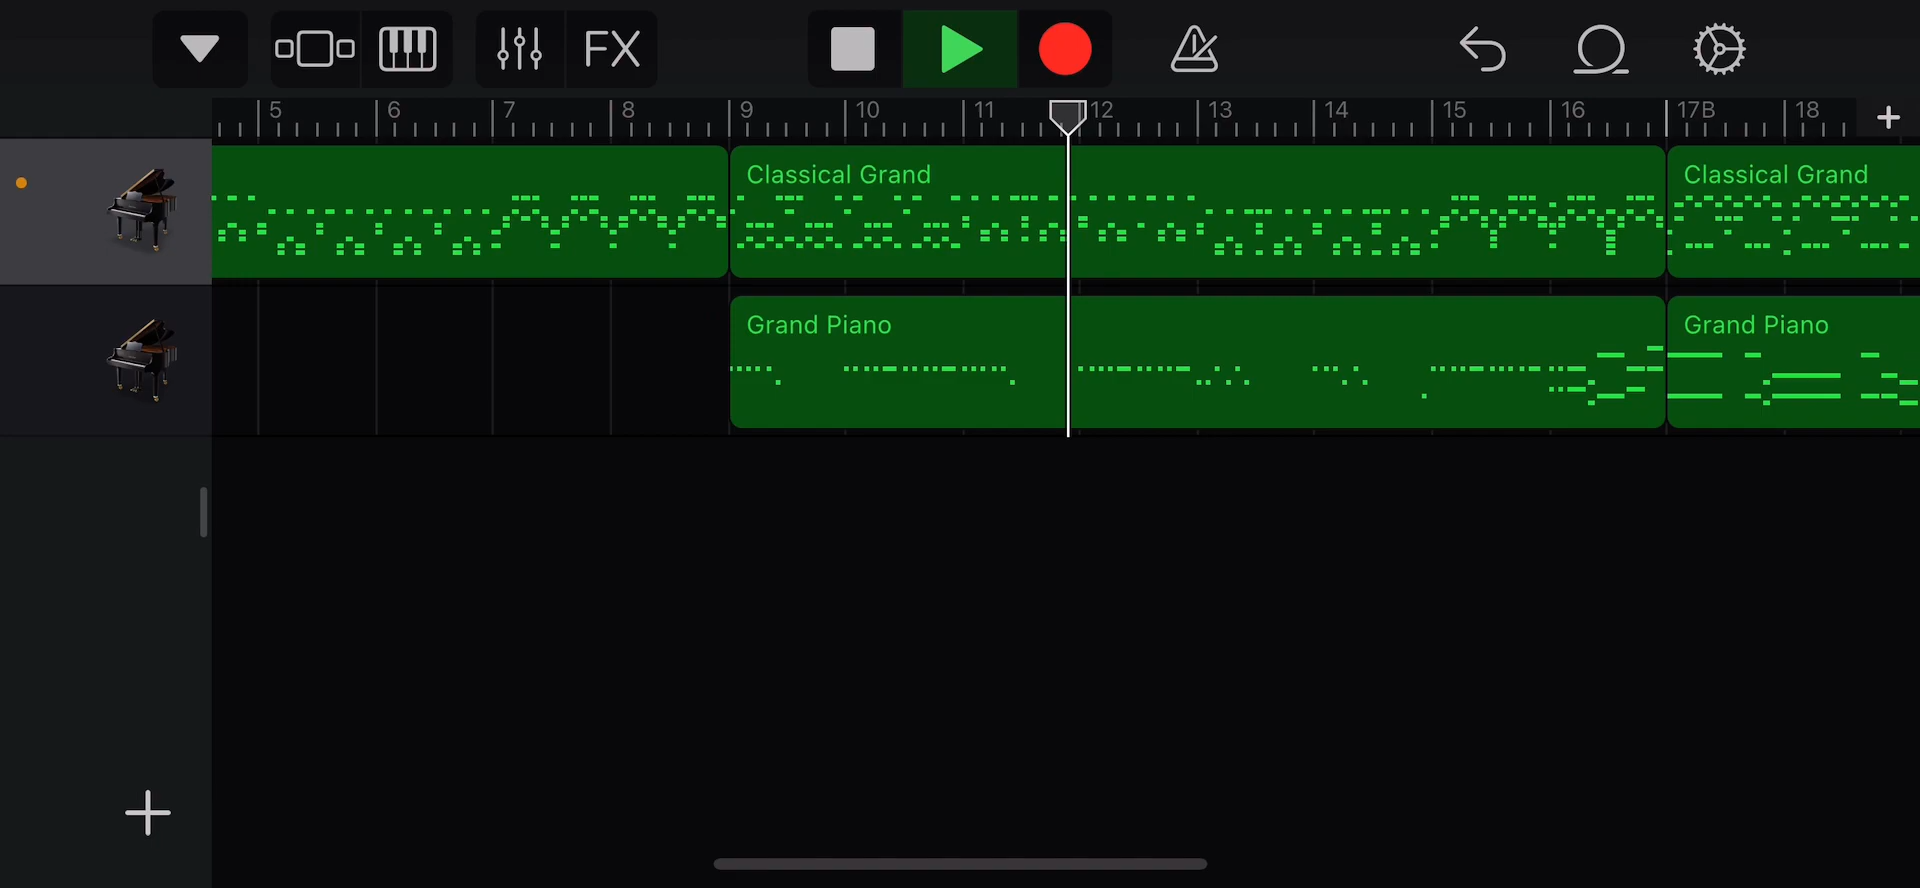 FX
5 6 7 8 9 10 11 12 13 14 15 16 17B 18
Classical Grand Classical Grand
Grand Piano Grand Piano